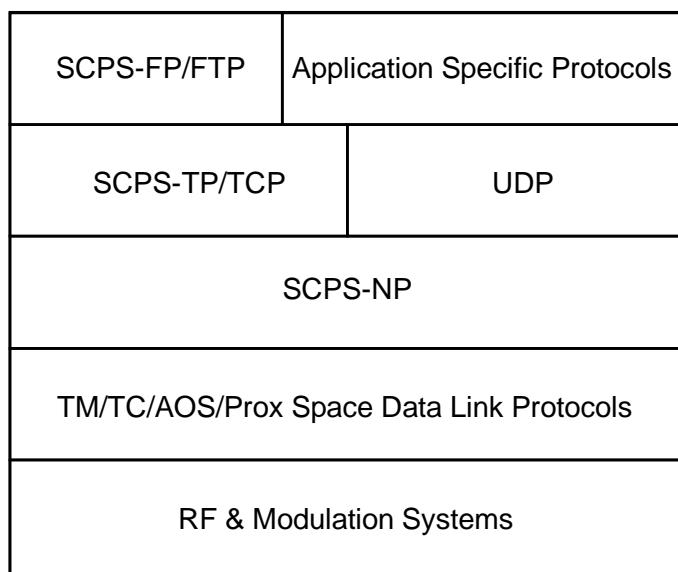 SCPS-FP/FTP
Application Specific Protocols
SCPS-TP/TCP
UDP
SCPS-NP
TM/TC/AOS/Prox Space Data Link Protocols
RF & Modulation Systems